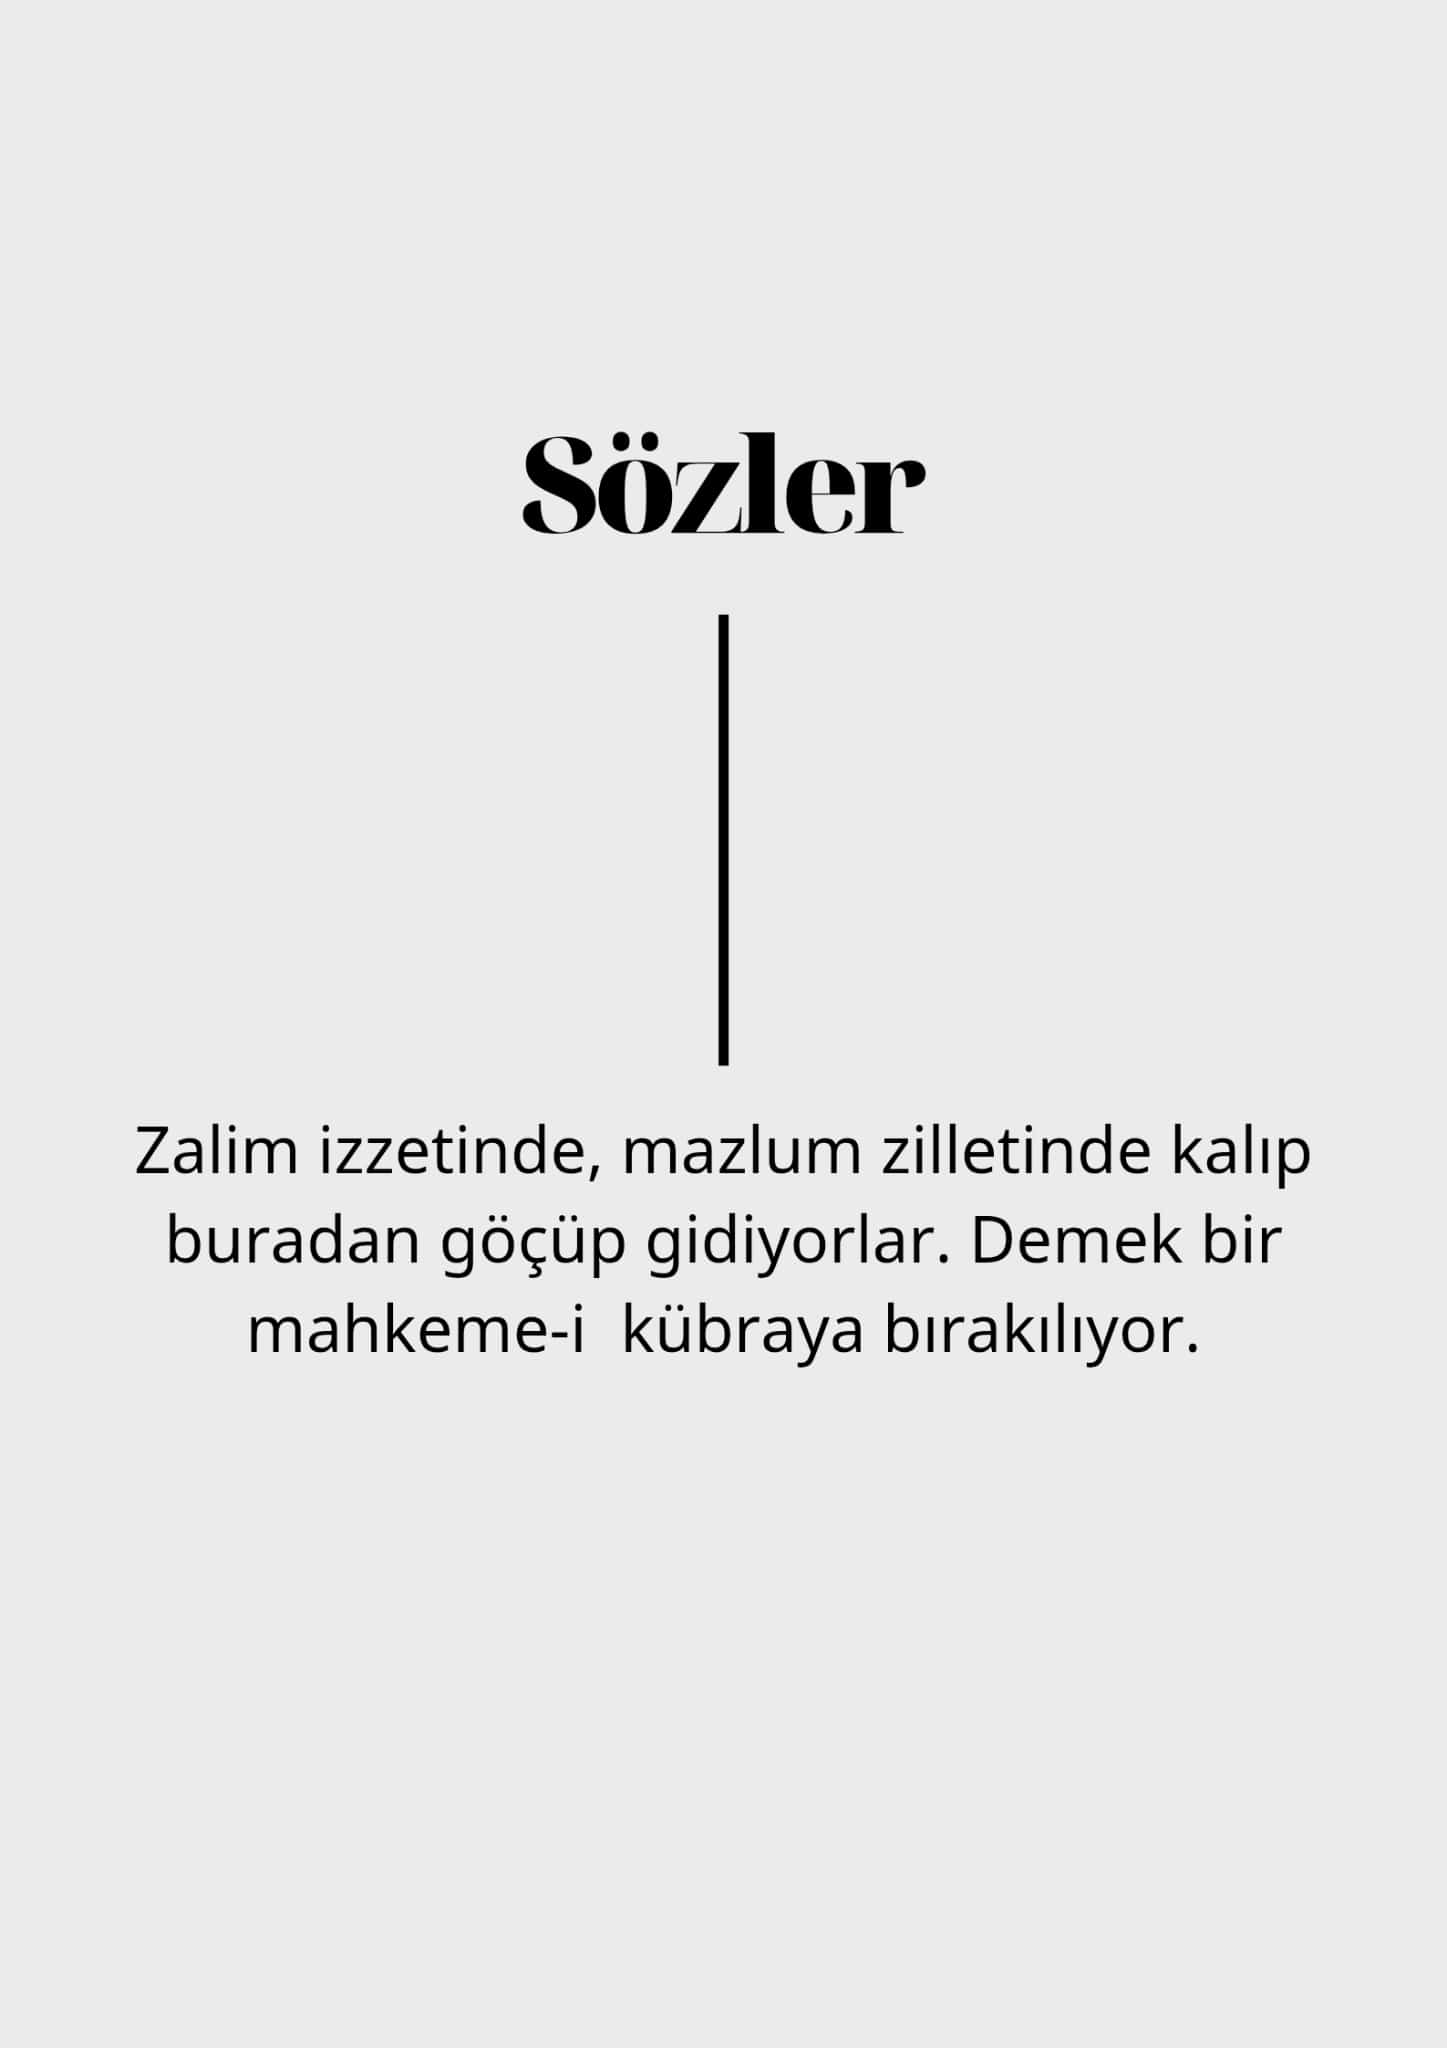 Sözler
Zalim izzetinde, mazlum zilletinde kalıp
buradan göçüp gidiyorlar. Demek bir
mahkeme-i  kübraya bırakılıyor.